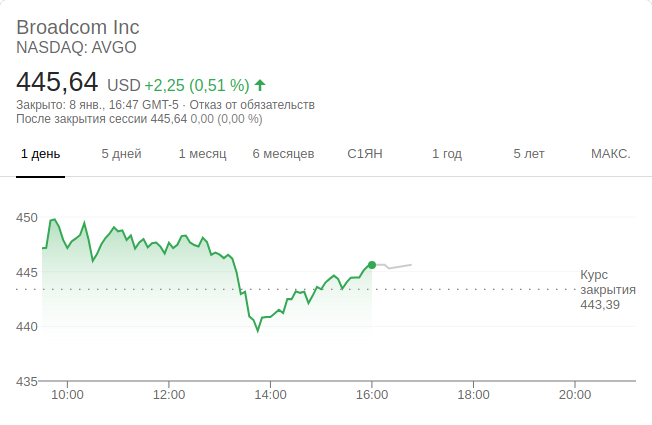 Broadcom Inc
NASDAQ: AVGO
445,64 USD +2,25 (0,51 %)
Закрыто: 8 янв., 16:47 GMT-5 · Отказ от обязательств
После закрытия сессии 445,64 0,00 (0,00 %)
1 день 5 дней 1 месяц 6 месяцев С1ЯН 1 год 5 лет МАКС.
450
445
Курс
закрытия
443,39
440
435
10:00 12:00 14:00 16:00 18:00 20:00